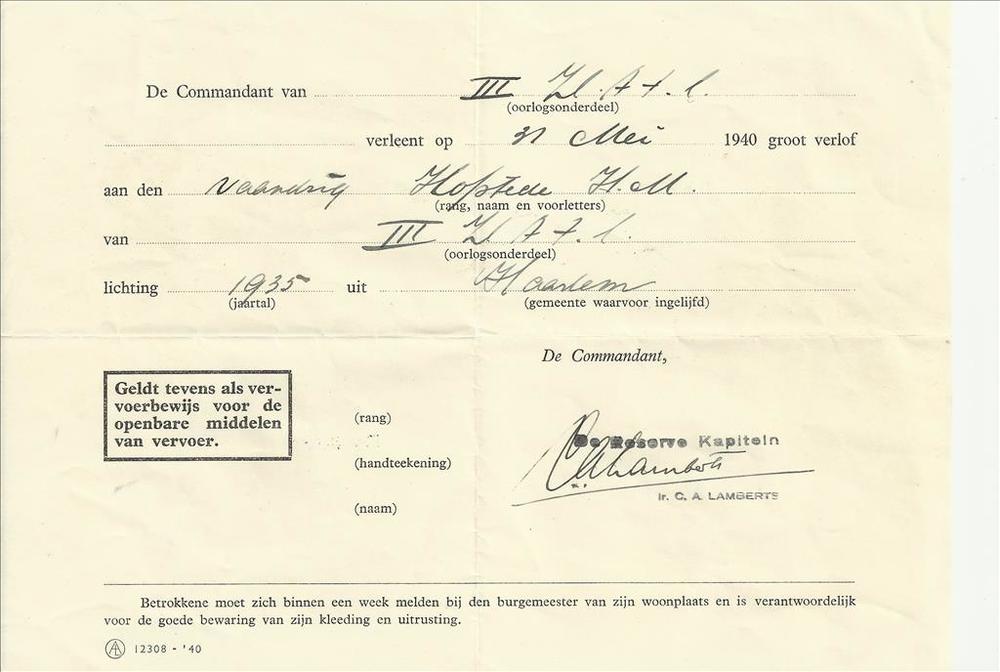 De Commandant van III
(oorlogsonderdeel)
verleent op 31 Mei 1940 groot verlof
aan den vaandrig Hofstede H.M.
(rang, naam en voorletters)
van III
(oorlogsonderdeel)
lichting 1935 uit Haarlem
(jaartal) (gemeente waarvoor ingelijfd)
De Commandant,
Geldt tevens als ver-
voerbewijs voor de
openbare middelen
van vervoer.
(rang)
De Reserve Kapitein
(handteekening)
CALamberts
Ir. C. A. LAMBERTS
(naam)
Betrokkene moet zich binnen een week melden bij den burgemeester van zijn woonplaats en is verantwoordelijk
voor de goede bewaring van zijn kleeding en uitrusting.
12308 - '40